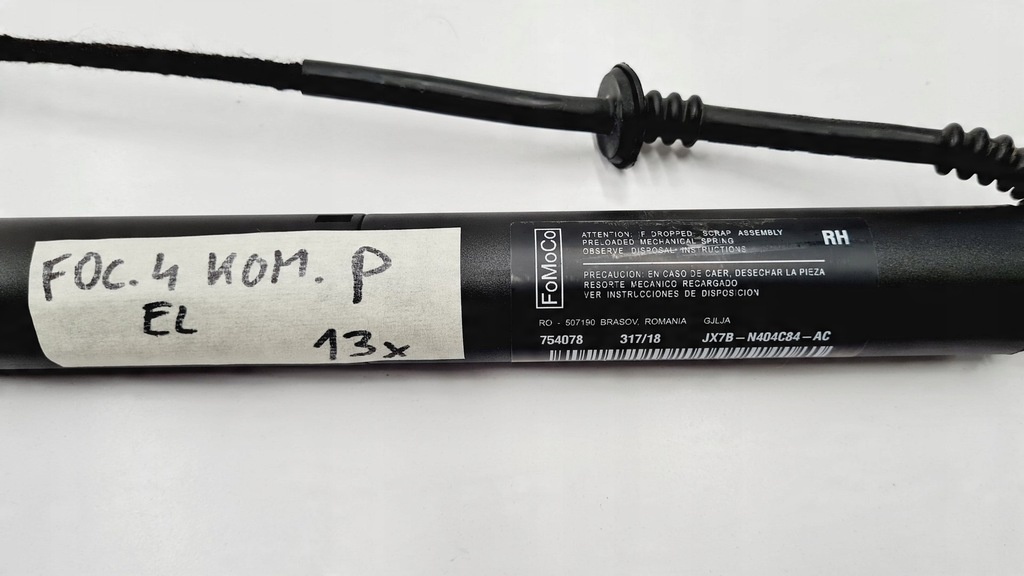 FOC. 4 KOM. P
EL
13x
FoMoCo
ATTENTION: IF DROPPED, SCRAP ASSEMBLY
PRELOADED MECHANICAL SPRING
OBSERVE DISPOSAL INSTRUCTIONS
RH
PRECAUCION: EN CASO DE CAER, DESECHAR LA PIEZA
RESORTE MECANICO RECARGADO
VER INSTRUCCIONES DE DISPOSICION
RO - 507190 BRASOV, ROMANIA GJLJA
754078 317/18 JX7B-N404C84-AC